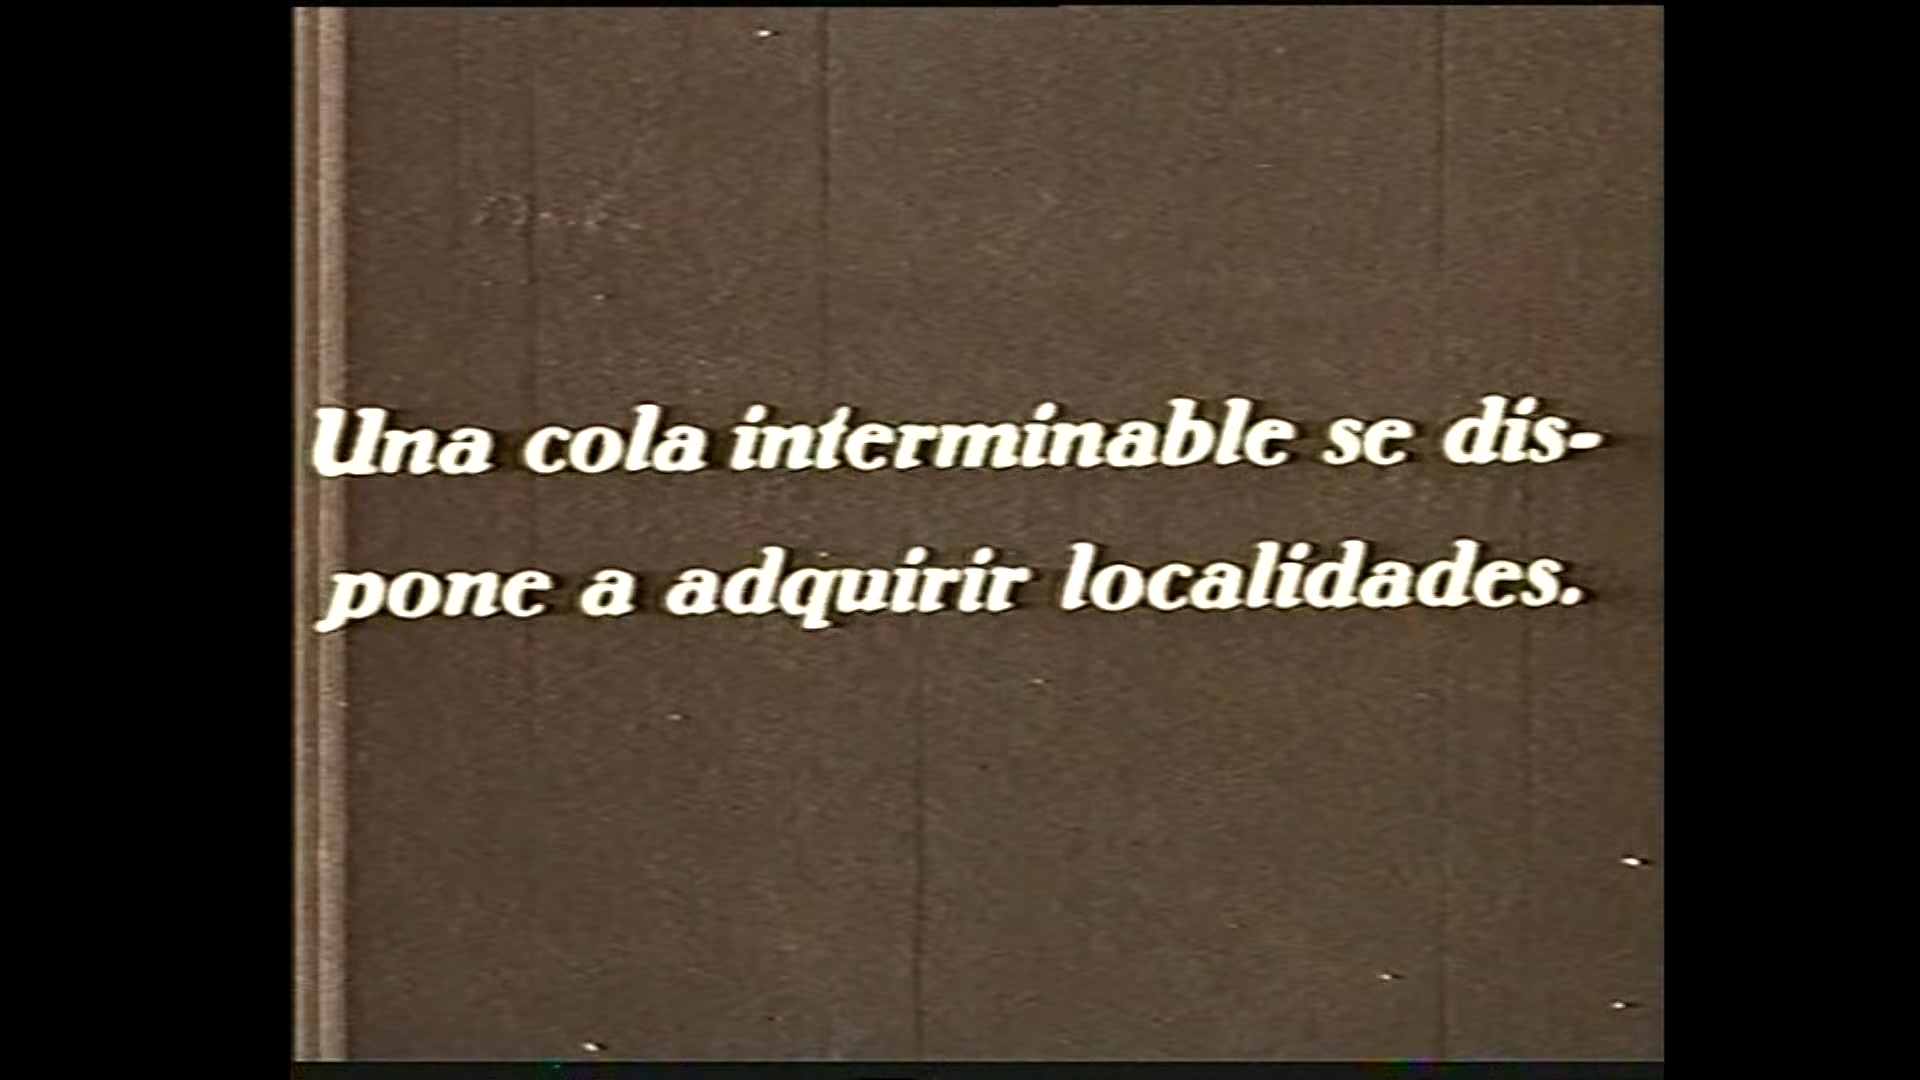 Una cola interminable se dis-
pone a adquirir localidades.